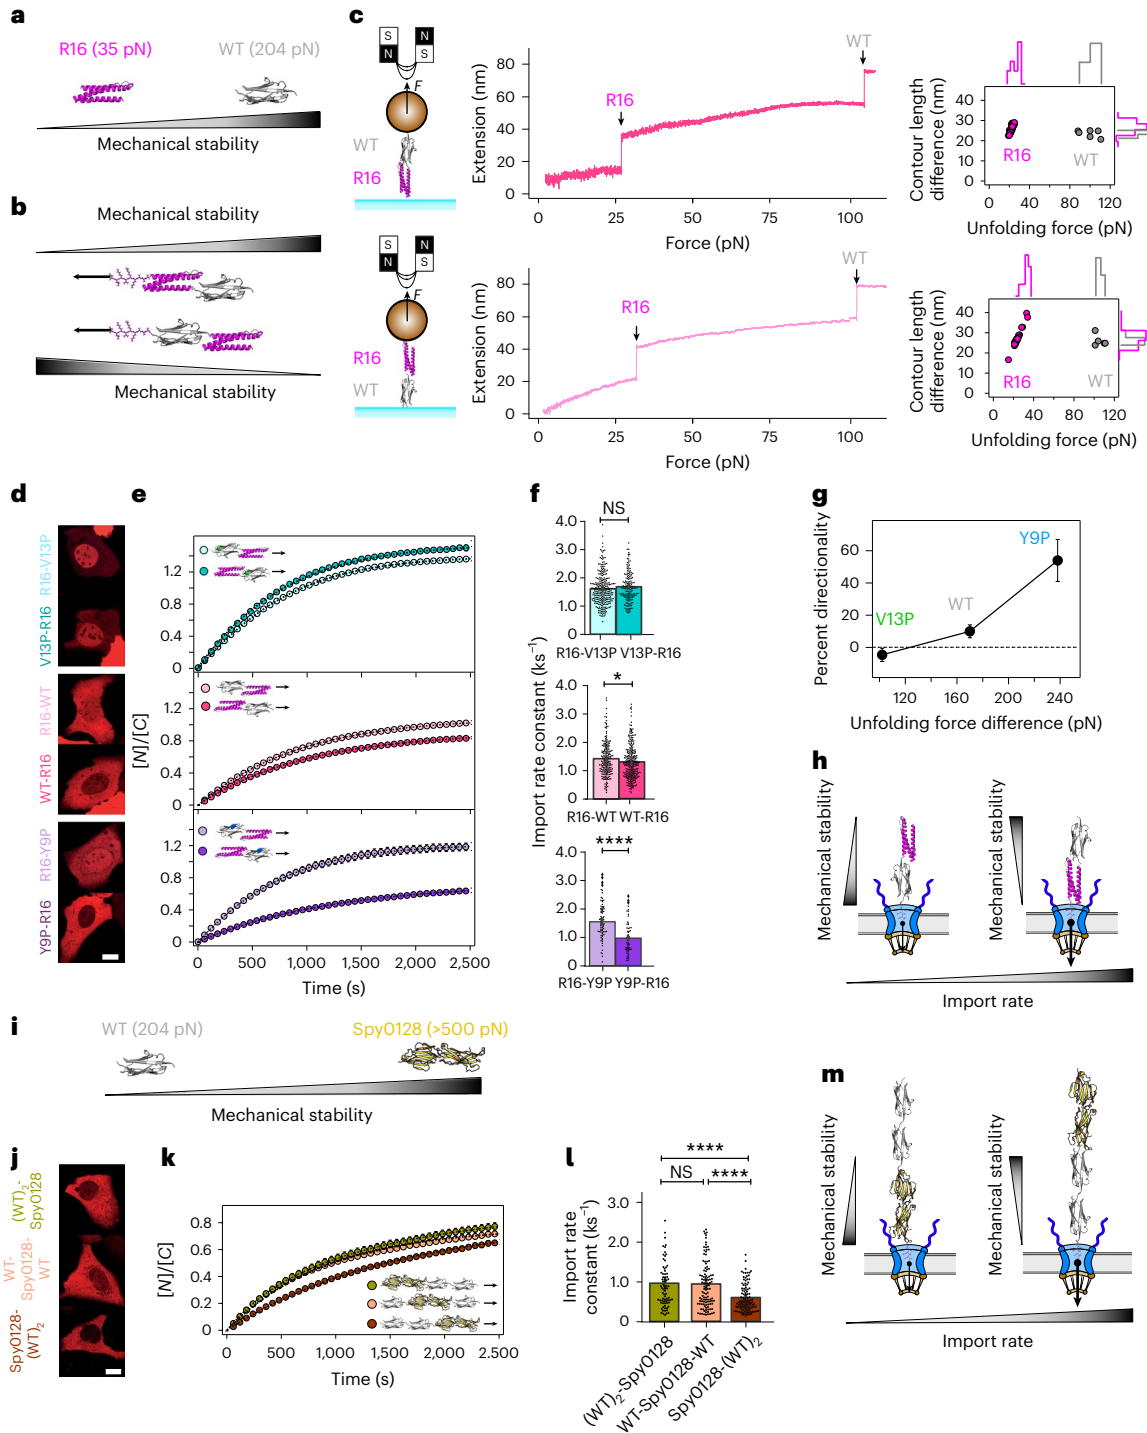 a
R16 (35 pN)
WT (204 pN)
Mechanical stability
b
Mechanical stability
Mechanical stability
c
S N
N S
F
WT
R16
Extension (nm)
80
60
40
20
0
R16
WT
0 25 50 75 100
Force (pN)
Contour length
difference (nm)
40
30
20
10
0
R16
WT
0 40 80 120
Unfolding force (pN)
S N
N S
F
R16
WT
Extension (nm)
80
60
40
20
0
R16
WT
0 25 50 75 100
Force (pN)
Contour length
difference (nm)
40
30
20
10
0
R16
WT
0 40 80 120
Unfolding force (pN)
d
R16-V13P
V13P-R16
R16-WT
WT-R16
R16-Y9P
Y9P-R16
e
[N]/[C]
1.2
0.8
0.4
0
1.2
0.8
0.4
0
1.2
0.8
0.4
0
0 500 1,000 1,500 2,000 2,500
Time (s)
f
Import rate constant (ks⁻¹)
NS
4.0
3.0
2.0
1.0
0
R16-V13P V13P-R16
*
4.0
3.0
2.0
1.0
0
R16-WT WT-R16
****
4.0
3.0
2.0
1.0
0
R16-Y9P Y9P-R16
g
Percent directionality
60
40
20
0
V13P
WT
Y9P
120 160 200 240
Unfolding force difference (pN)
h
Mechanical stability
Mechanical stability
Import rate
i
WT (204 pN)
Spy0128 (>500 pN)
Mechanical stability
j
(WT)₂-
Spy0128
WT-
Spy0128-
WT
Spy0128-
(WT)₂
k
[N]/[C]
0.8
0.6
0.4
0.2
0
0 500 1,000 1,500 2,000 2,500
Time (s)
l
Import rate
constant (ks⁻¹)
****
NS ****
3.0
2.0
1.0
0
(WT)₂-Spy0128
WT-Spy0128-WT
Spy0128-(WT)₂
m
Mechanical stability
Mechanical stability
Import rate